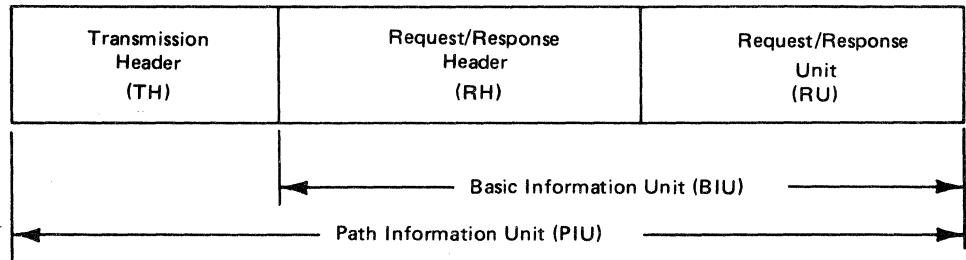 Transmission
Header
(TH)
Request/Response
Header
(RH)
Request/Response
Unit
(RU)
Basic Information Unit (BIU)
Path Information Unit (PIU)